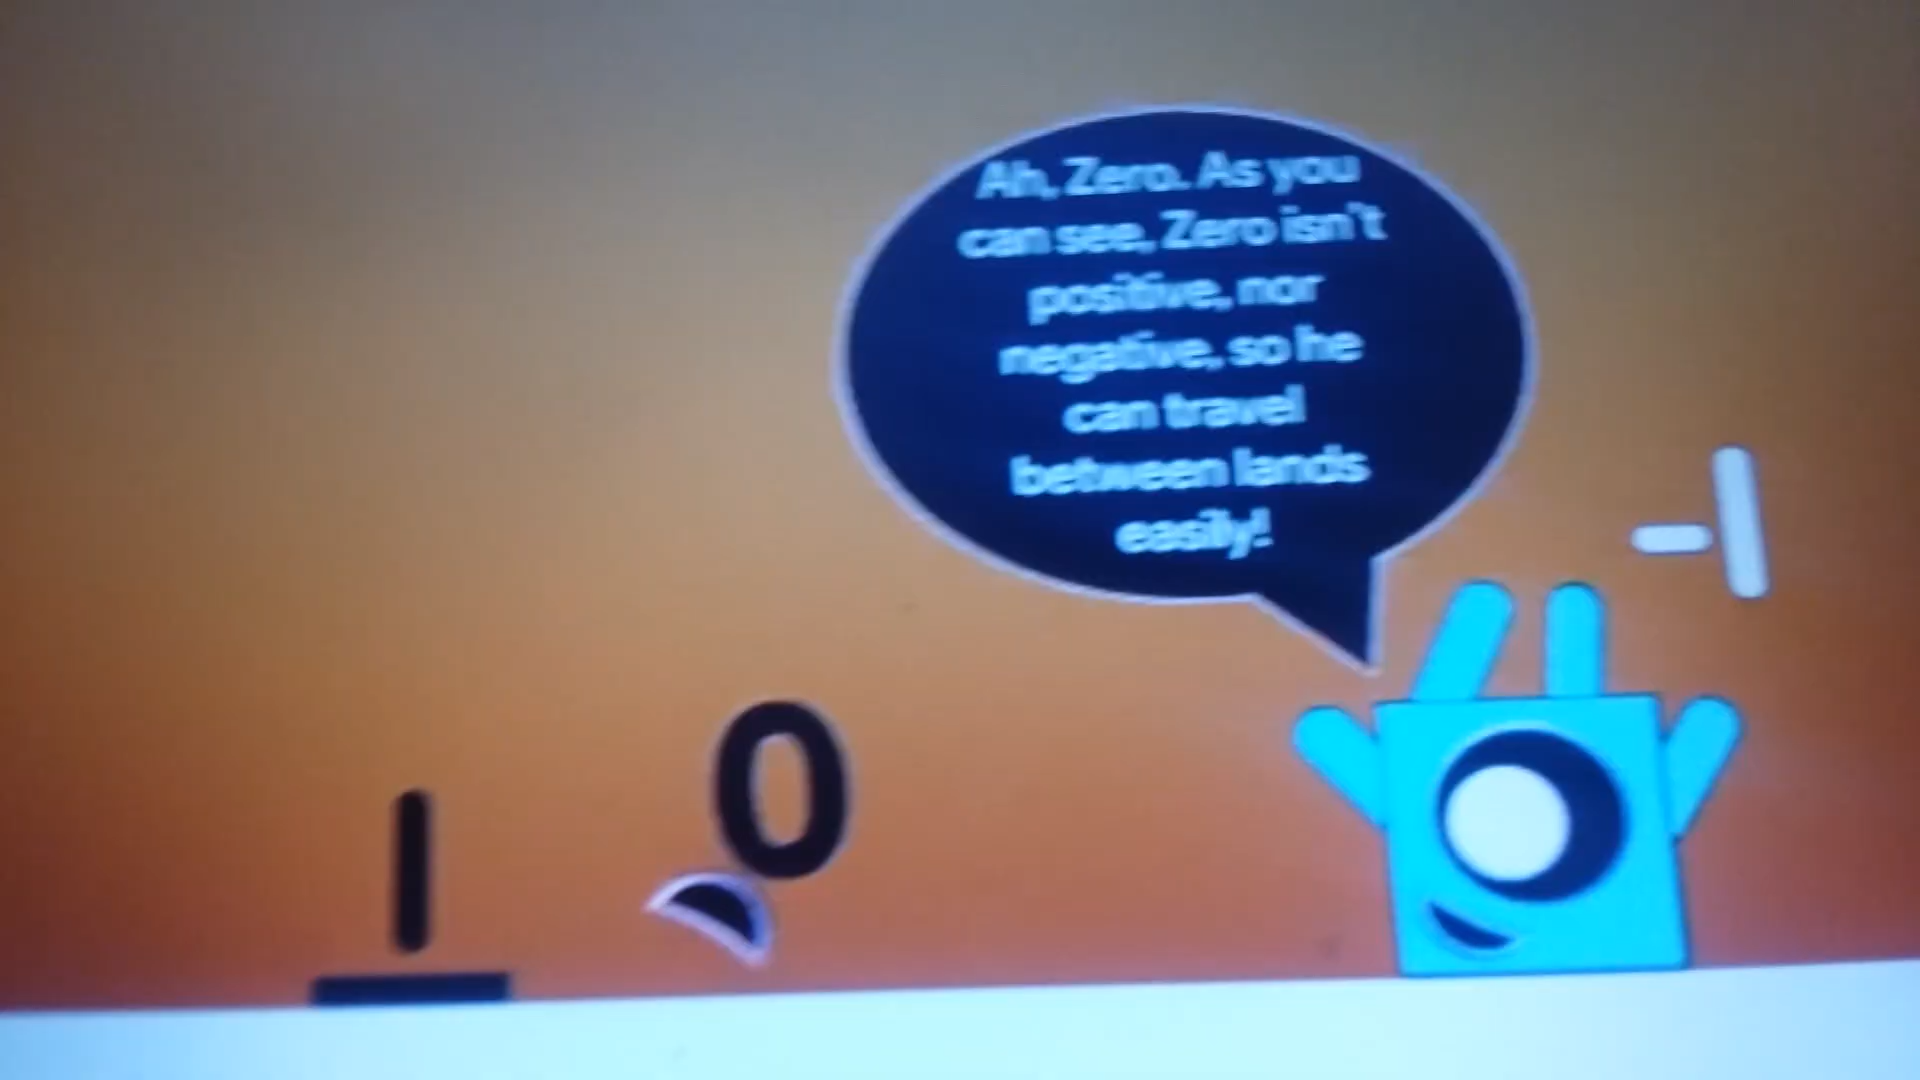 Ah, Zero. As you
can see, Zero isn't
positive, nor
negative, so he
can travel
between lands
easily!
-1
0
1